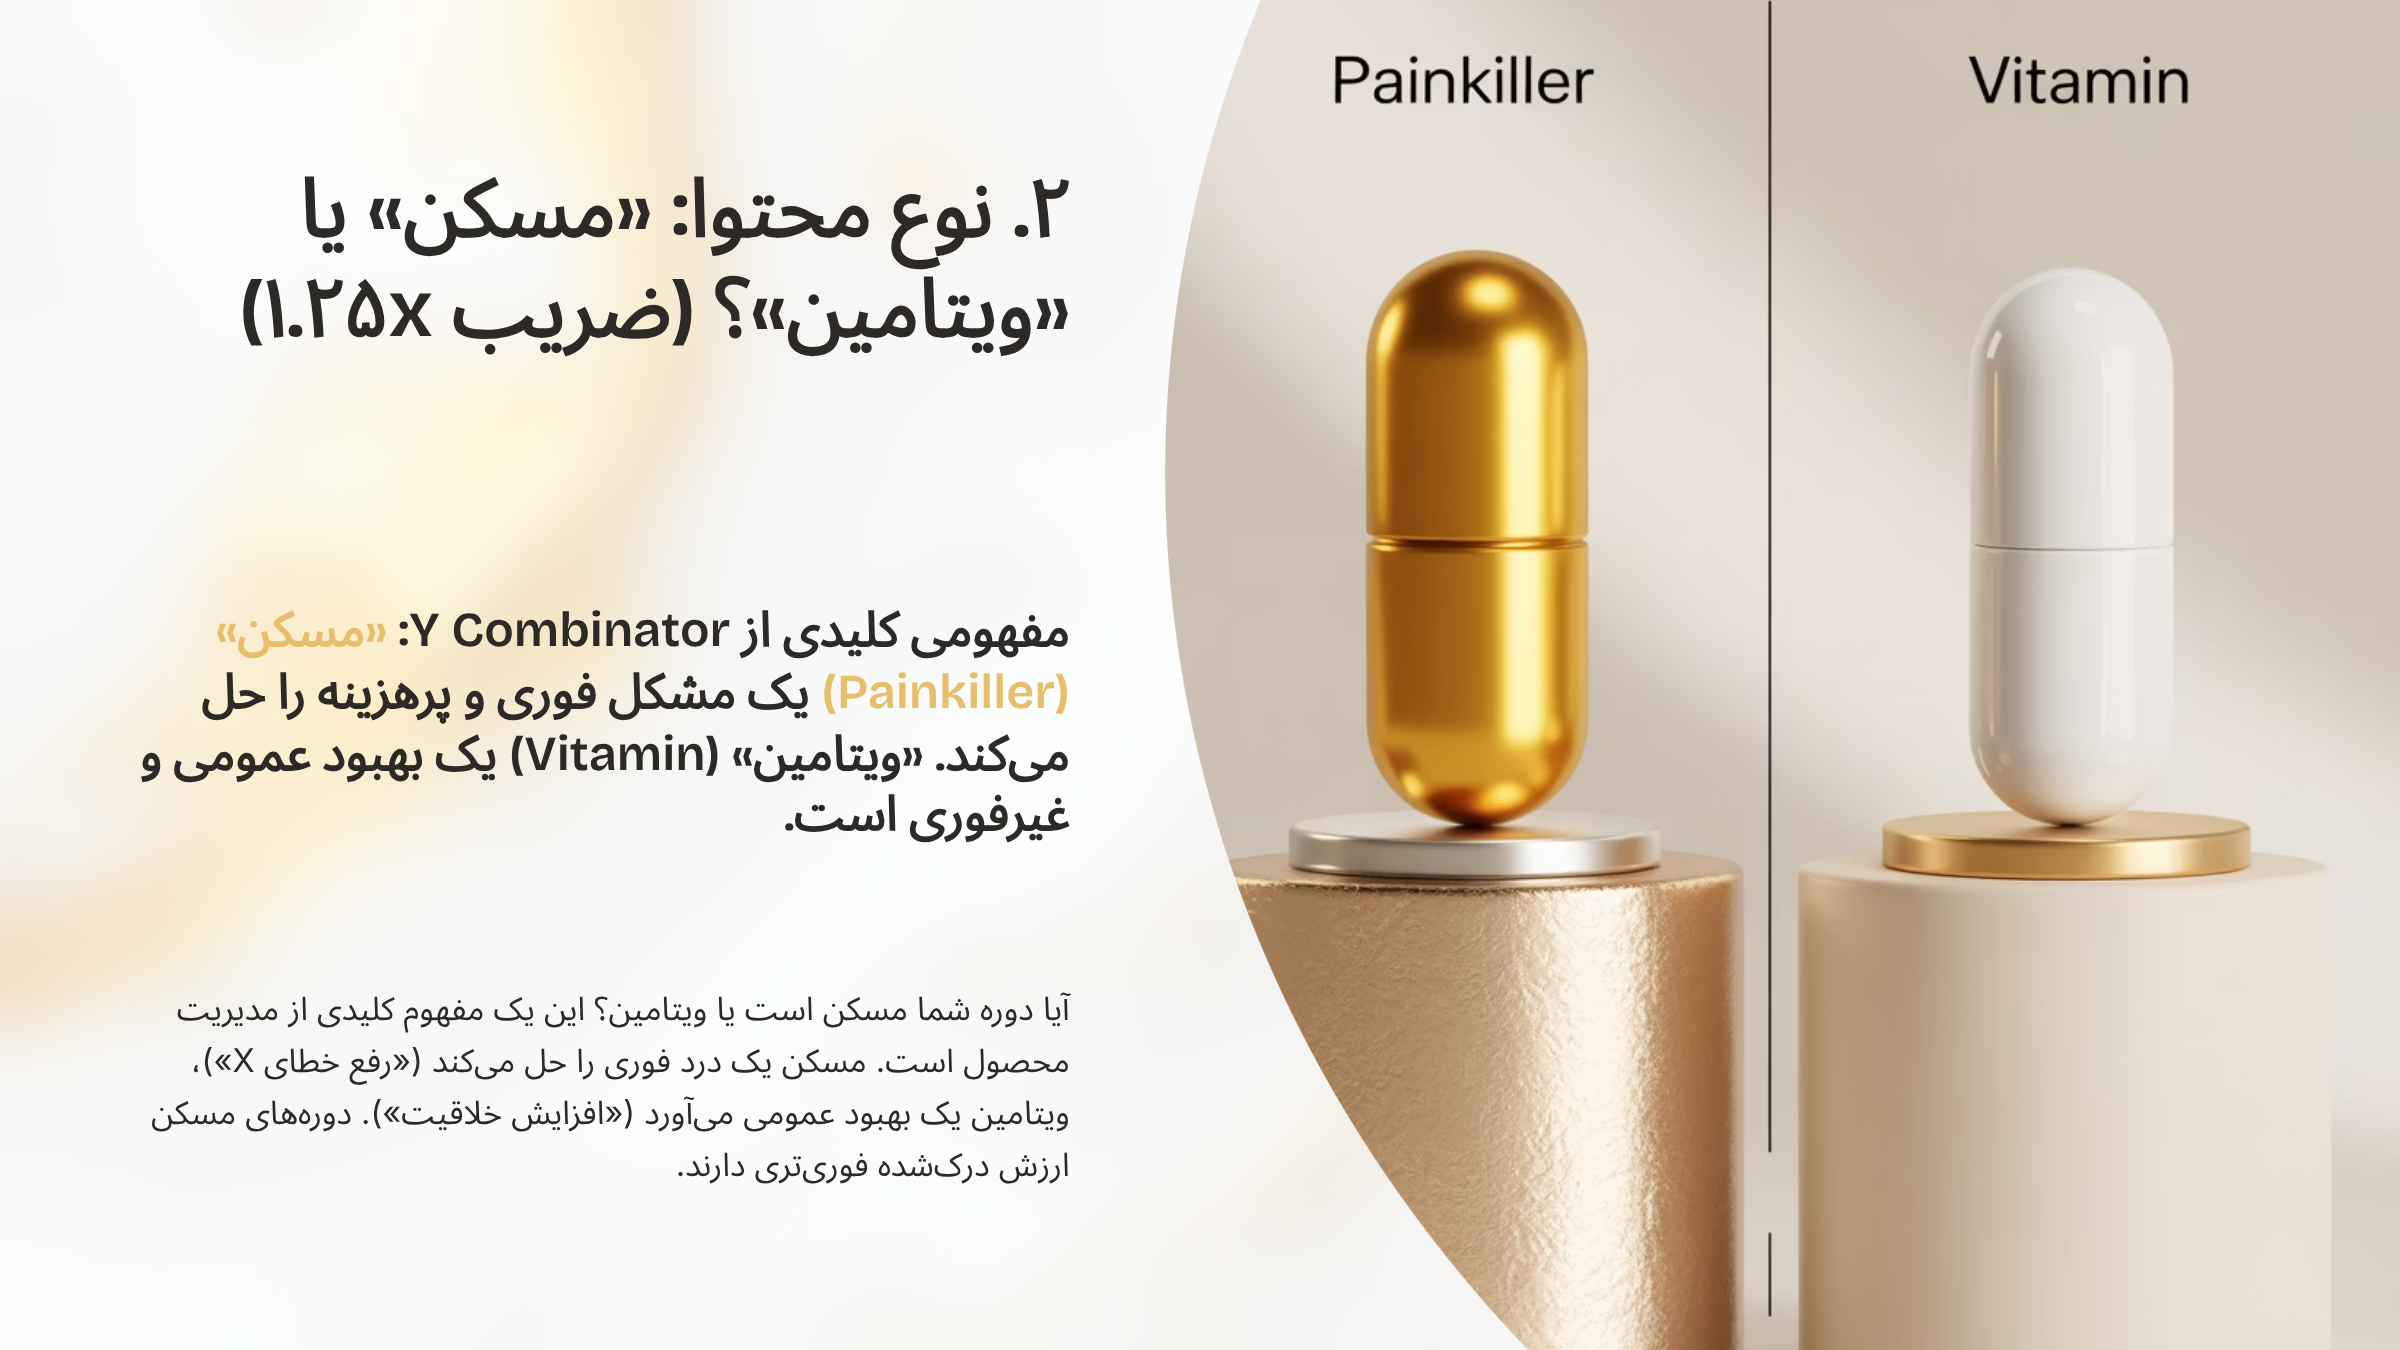 ۲. نوع محتوا: «مسکن» یا
«ویتامین»؟ (ضریب ۱.۲۵x)
مفهومی کلیدی از Y Combinator: «مسکن»
(Painkiller) یک مشکل فوری و پرهزینه را حل
می‌کند. «ویتامین» (Vitamin) یک بهبود عمومی و
غیرفوری است.
آیا دوره شما مسکن است یا ویتامین؟ این یک مفهوم کلیدی از مدیریت
محصول است. مسکن یک درد فوری را حل می‌کند («رفع خطای X»)،
ویتامین یک بهبود عمومی می‌آورد («افزایش خلاقیت»). دوره‌های مسکن
ارزش درک‌شده فوری‌تری دارند.
Painkiller
Vitamin